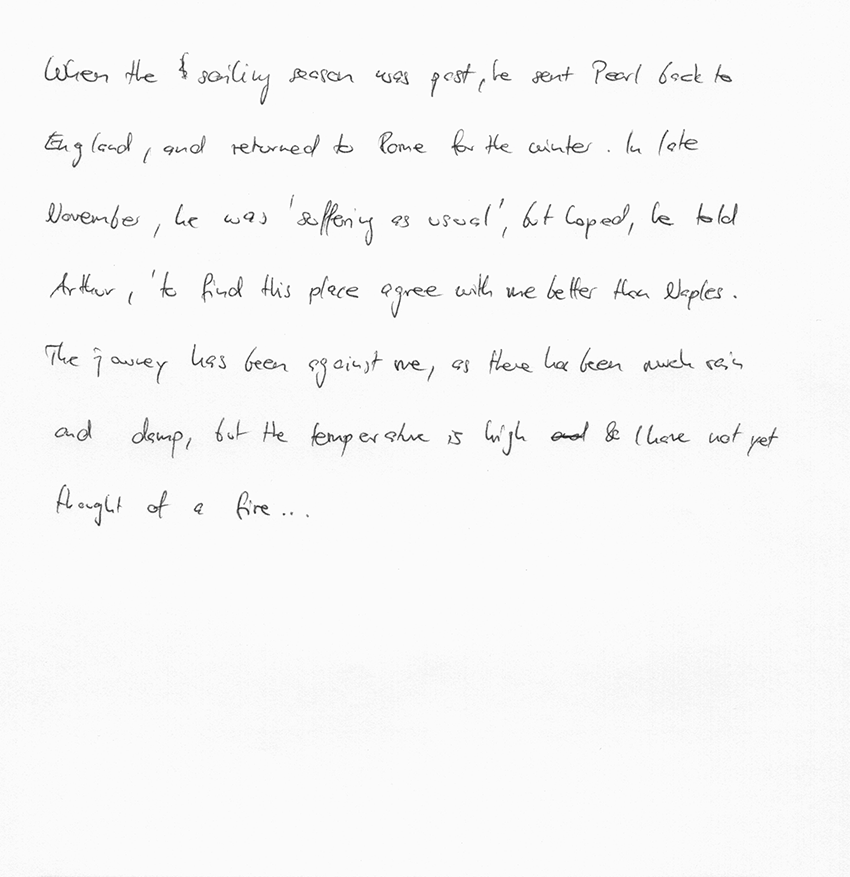 When the sailing season was past, he sent Pearl back to
England, and returned to Rome for the winter. In late
November, he was 'suffering as usual', but hoped, he told
Arthur, 'to find this place agree with me better than Naples.
The has been against me, as there has been much rain
and damp, but the temperature is high & I have not yet
thought of a fire...